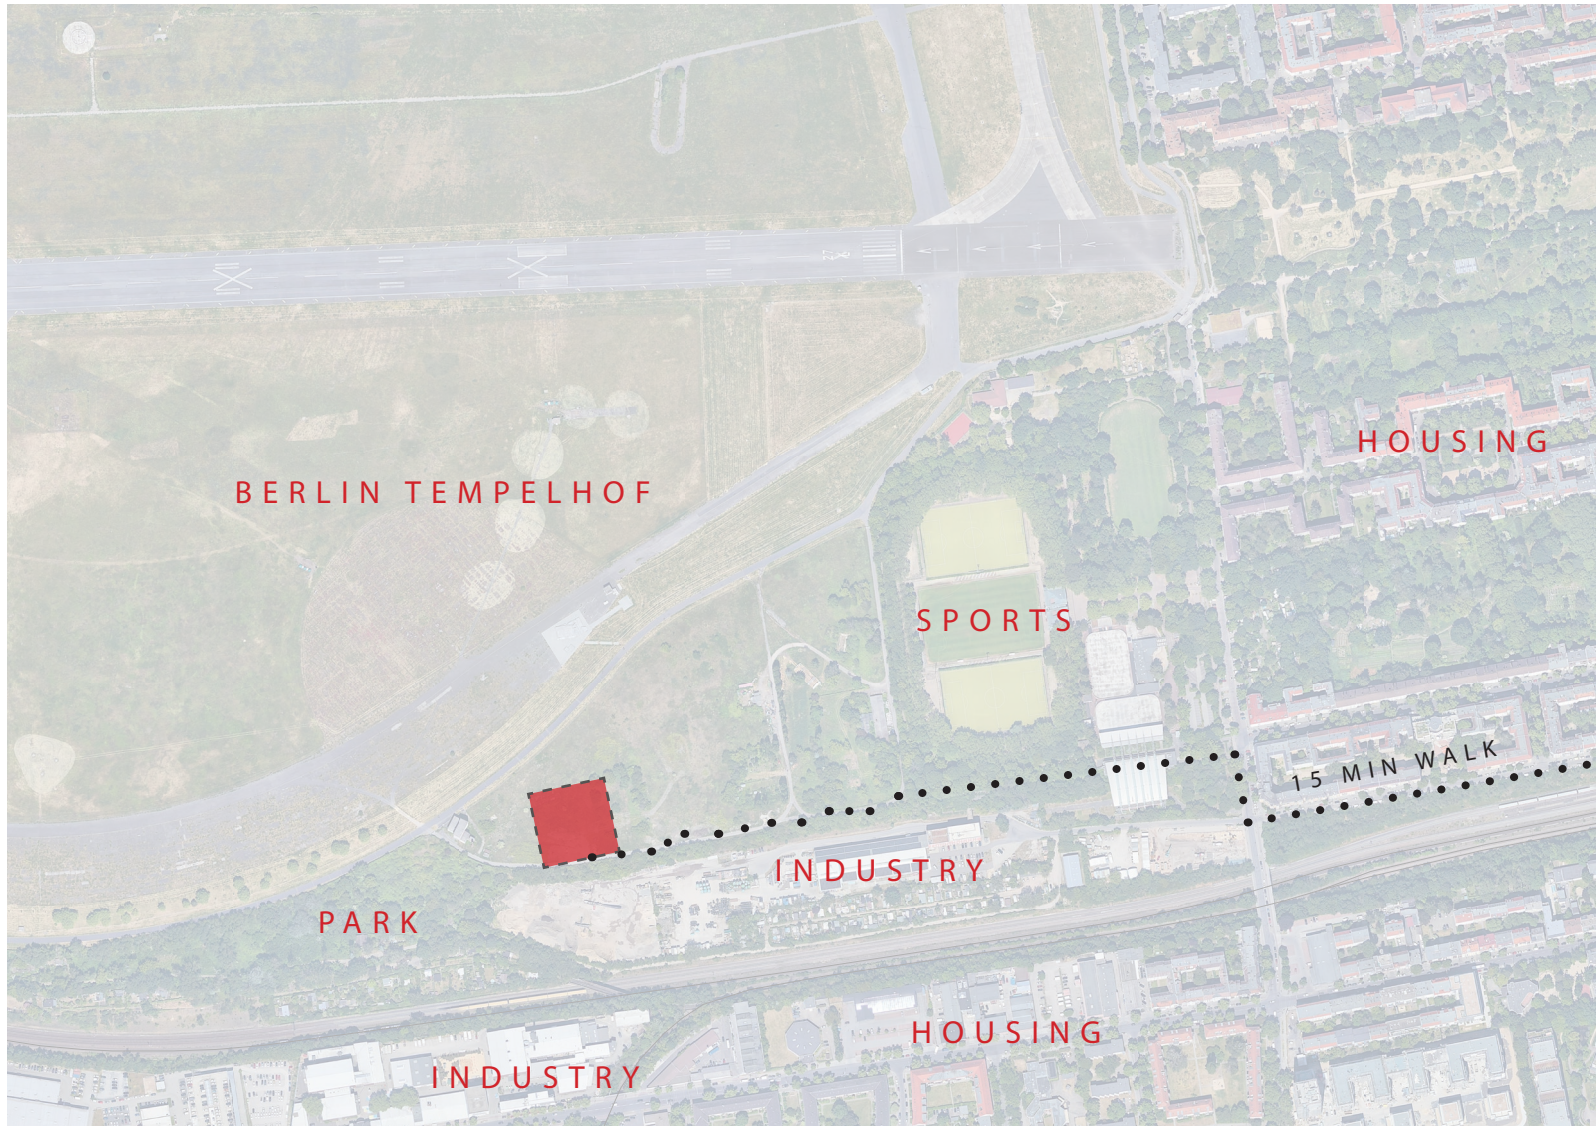 HOUSING
BERLIN TEMPELHOF
SPORTS
15 MIN WALK
INDUSTRY
PARK
HOUSING
INDUSTRY